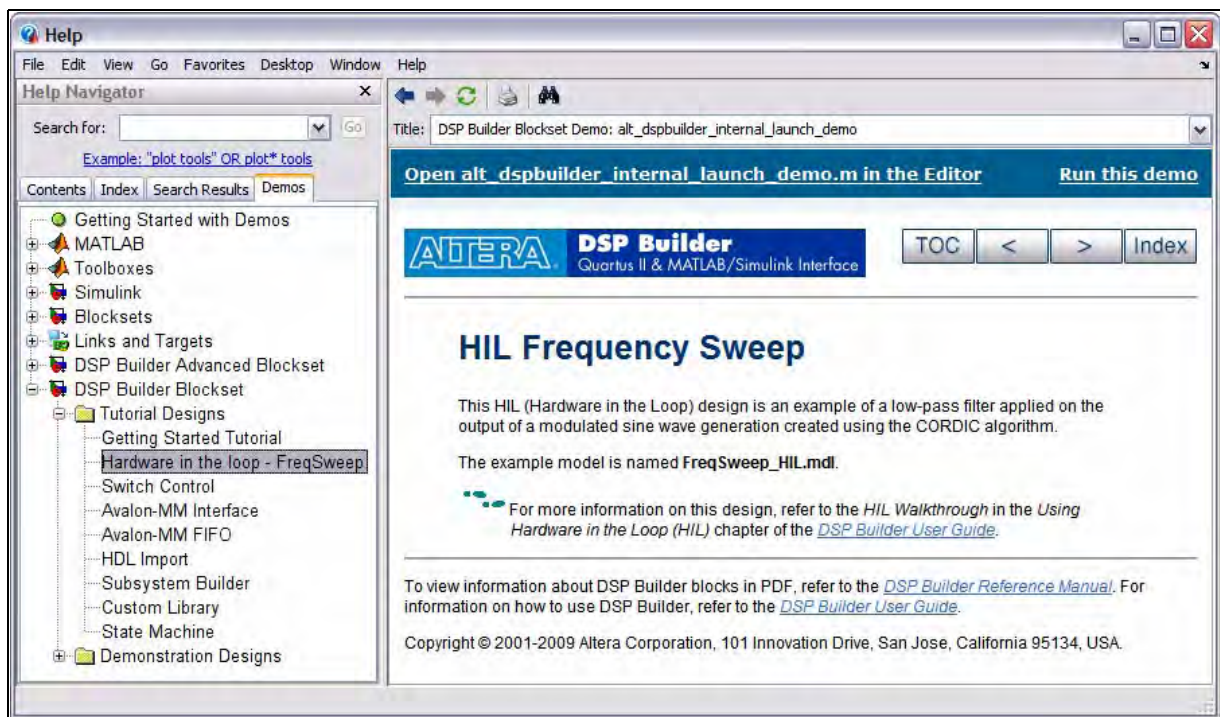 Help
File Edit View Go Favorites Desktop Window Help
Help Navigator
Search for:
Go
Example: "plot tools" OR plot* tools
Contents Index Search Results Demos
Getting Started with Demos
MATLAB
Toolboxes
Simulink
Blocksets
Links and Targets
DSP Builder Advanced Blockset
DSP Builder Blockset
Tutorial Designs
Getting Started Tutorial
Hardware in the loop - FreqSweep
Switch Control
Avalon-MM Interface
Avalon-MM FIFO
HDL Import
Subsystem Builder
Custom Library
State Machine
Demonstration Designs
Title: DSP Builder Blockset Demo: alt_dspbuilder_internal_launch_demo
Open alt_dspbuilder_internal_launch_demo.m in the Editor
Run this demo
ALTERA.
DSP Builder
Quartus II & MATLAB/Simulink Interface
TOC < > Index
HIL Frequency Sweep
This HIL (Hardware in the Loop) design is an example of a low-pass filter applied on the
output of a modulated sine wave generation created using the CORDIC algorithm.
The example model is named FreqSweep_HIL.mdl.
For more information on this design, refer to the HIL Walkthrough in the Using
Hardware in the Loop (HIL) chapter of the DSP Builder User Guide.
To view information about DSP Builder blocks in PDF, refer to the DSP Builder Reference Manual. For
information on how to use DSP Builder, refer to the DSP Builder User Guide.
Copyright © 2001-2009 Altera Corporation, 101 Innovation Drive, San Jose, California 95134, USA.